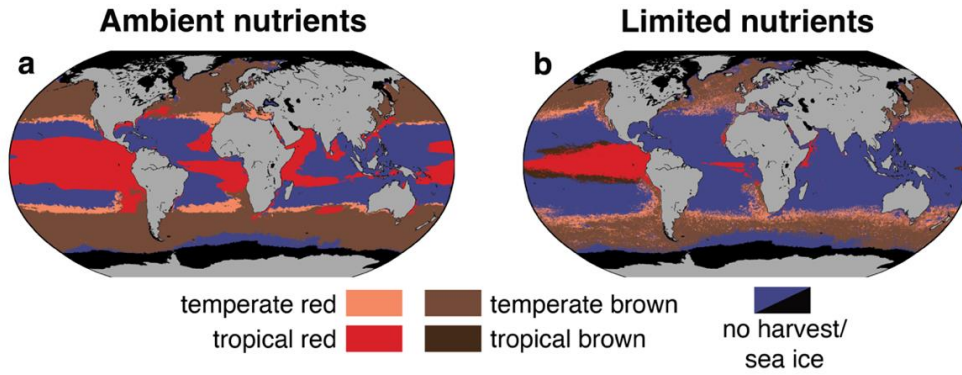 Ambient nutrients
Limited nutrients
a
b
temperate red
temperate brown
tropical red
tropical brown
no harvest/
sea ice